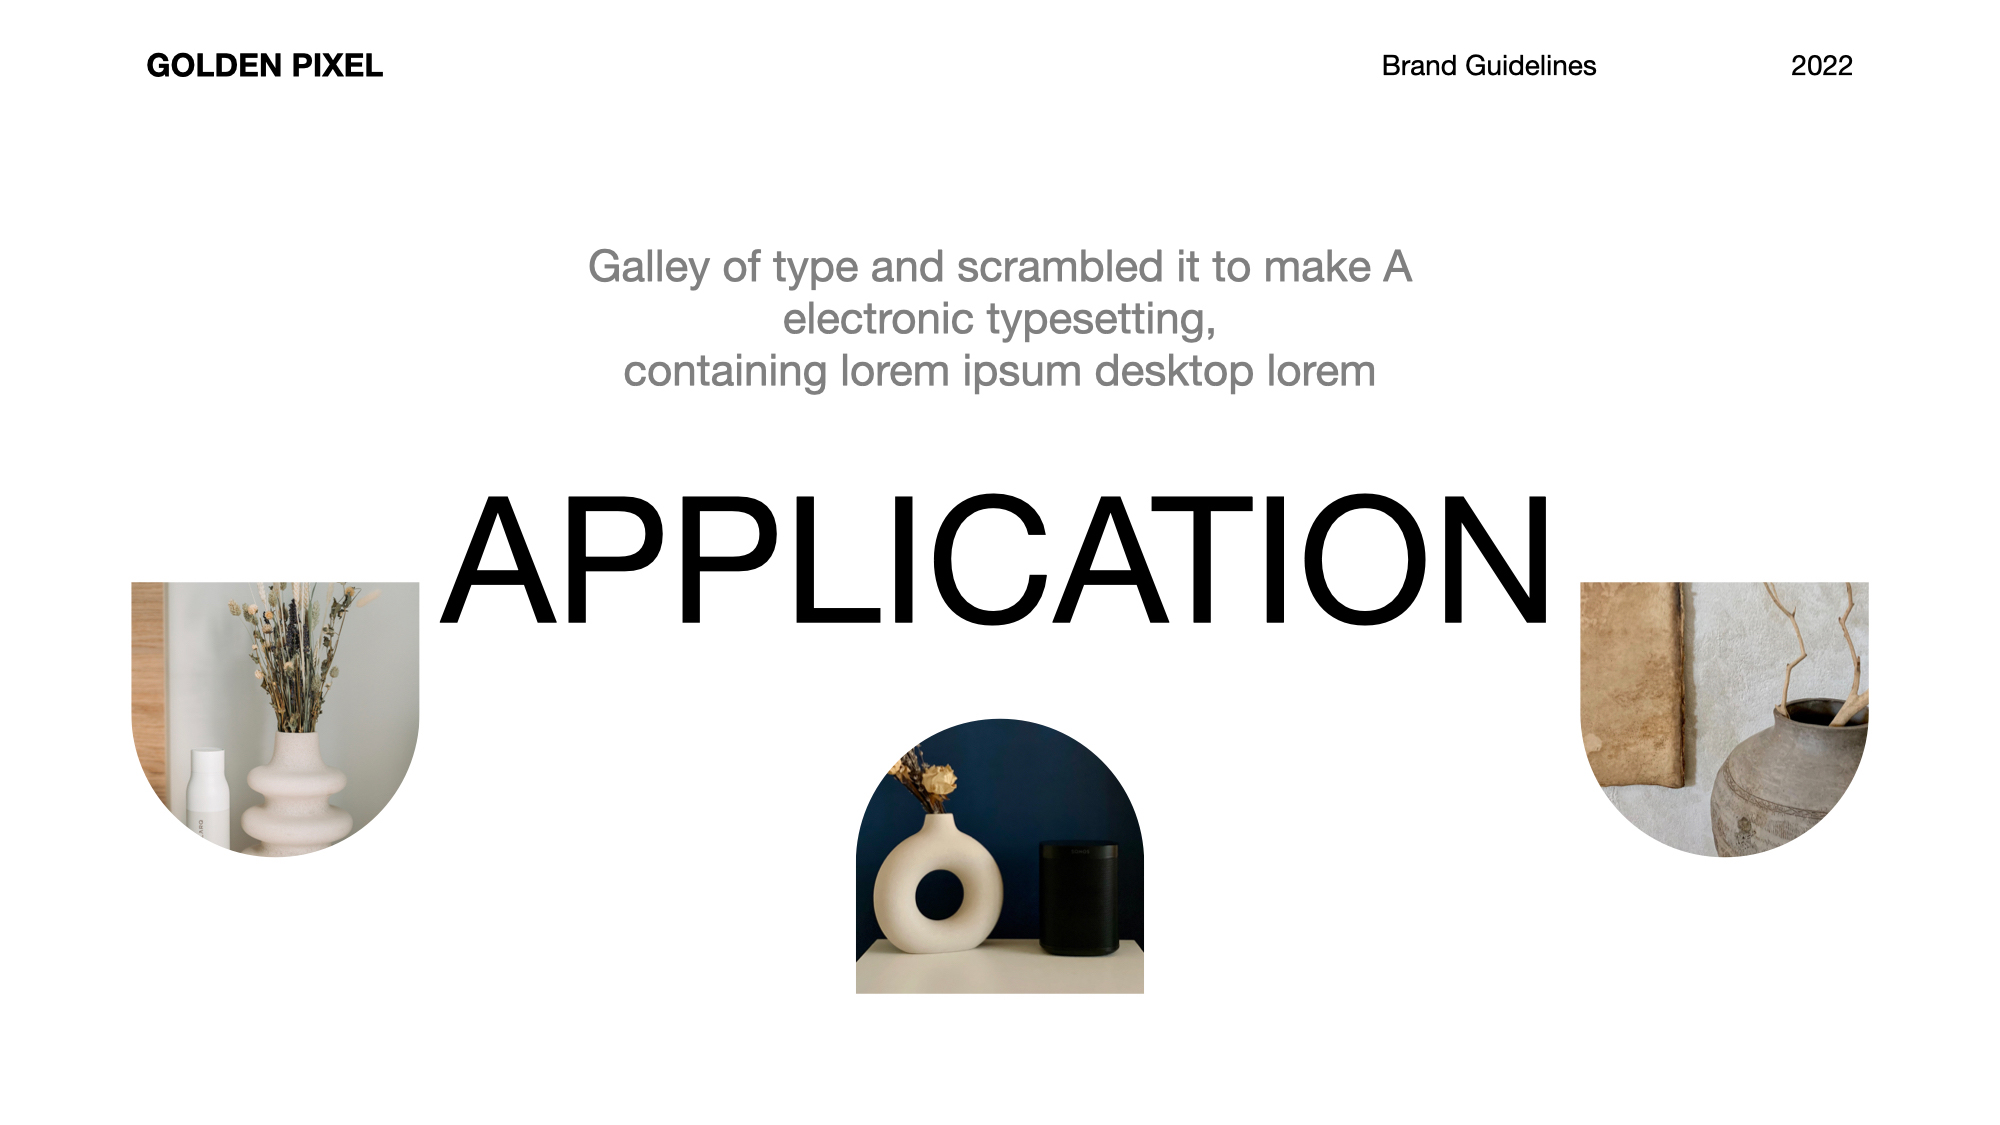 GOLDEN PIXEL
Brand Guidelines
2022
Galley of type and scrambled it to make A
electronic typesetting,
containing lorem ipsum desktop lorem
APPLICATION